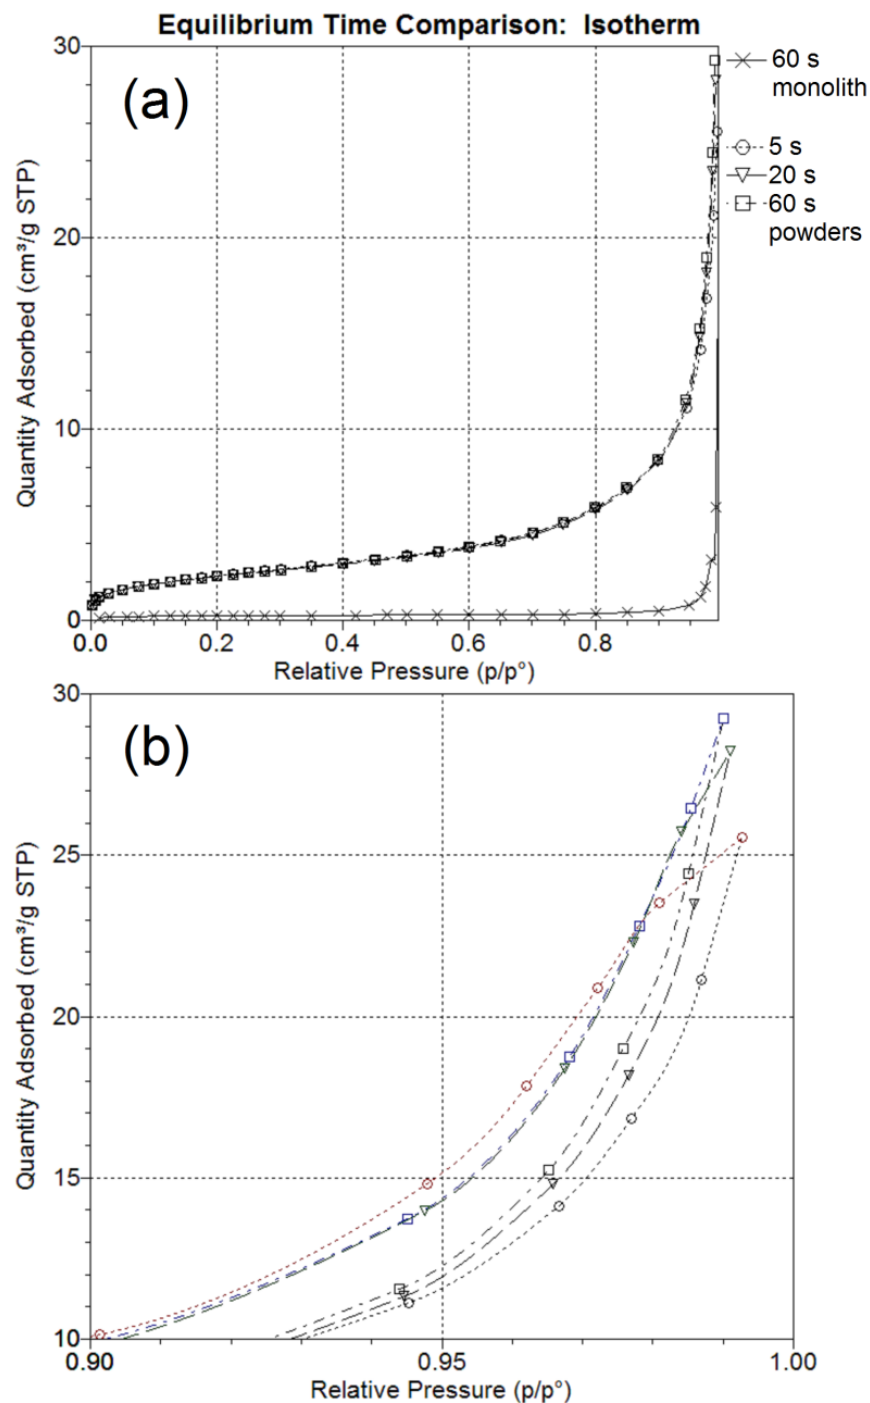 Equilibrium Time Comparison: Isotherm
(a)
30
20
10
0
Quantity Adsorbed (cm³/g STP)
0.0
0.2
0.4
0.6
0.8
Relative Pressure (p/p°)
60 s
monolith
5 s
20 s
60 s
powders
(b)
30
25
20
15
10
Quantity Adsorbed (cm³/g STP)
0.90
0.95
1.00
Relative Pressure (p/p°)